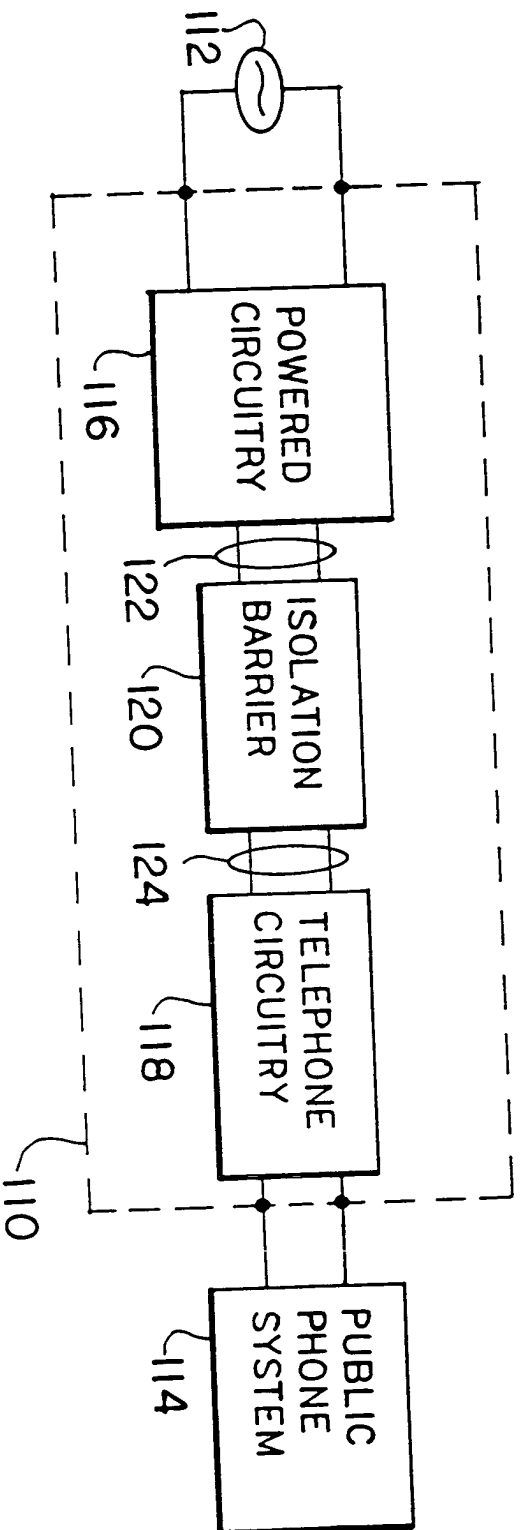 112
POWERED
CIRCUITRY
116
122
ISOLATION
BARRIER
120
124
TELEPHONE
CIRCUITRY
118
110
PUBLIC
PHONE
SYSTEM
114